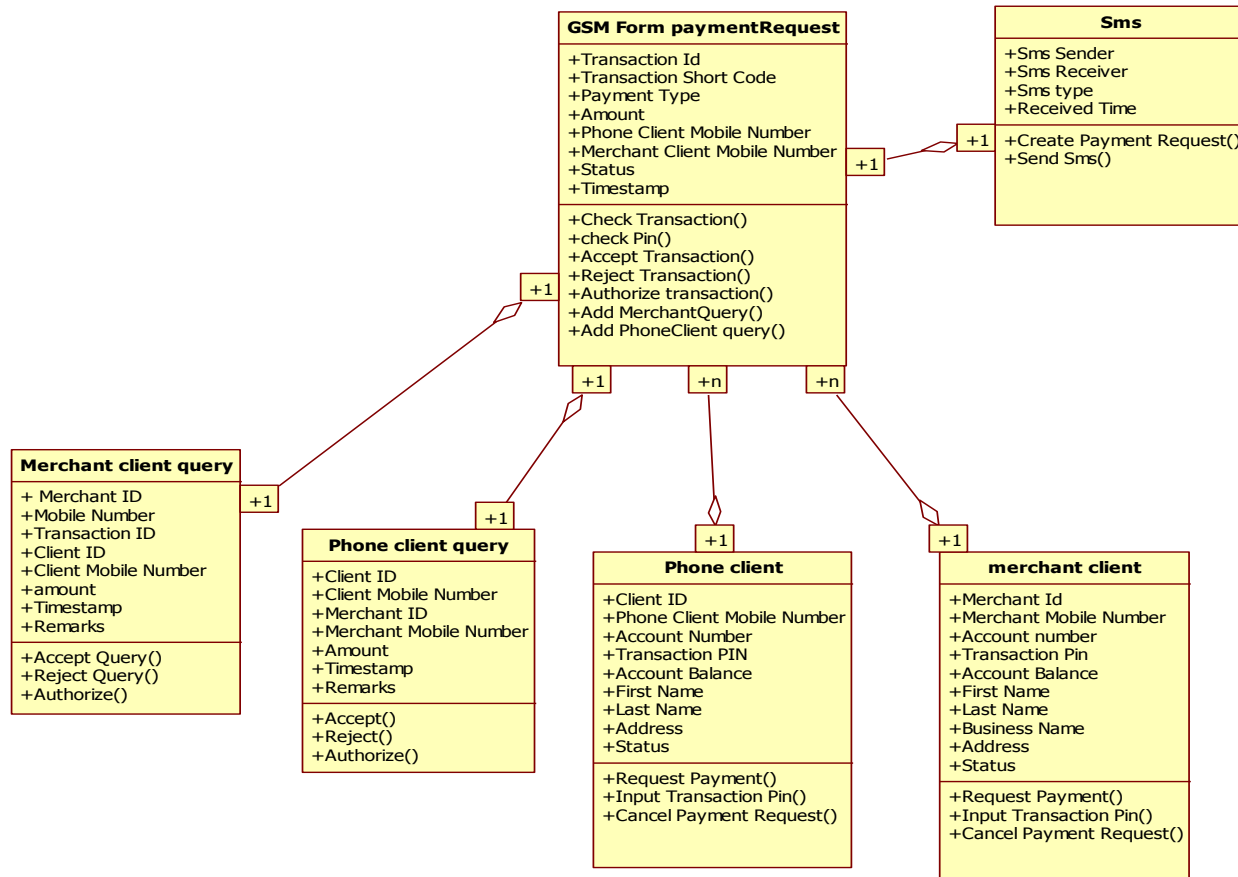 GSM Form paymentRequest
+Transaction Id
+Transaction Short Code
+Payment Type
+Amount
+Phone Client Mobile Number
+Merchant Client Mobile Number
+Status
+Timestamp
+Check Transaction()
+check Pin()
+Accept Transaction()
+Reject Transaction()
+Authorize transaction()
+Add MerchantQuery()
+Add PhoneClient query()
Sms
+Sms Sender
+Sms Receiver
+Sms type
+Received Time
+Create Payment Request()
+Send Sms()
+1
+1
+1
+1
+n
+n
+1
+1
+1
+1
Merchant client query
+ Merchant ID
+Mobile Number
+Transaction ID
+Client ID
+Client Mobile Number
+amount
+Timestamp
+Remarks
+Accept Query()
+Reject Query()
+Authorize()
Phone client query
+Client ID
+Client Mobile Number
+Merchant ID
+Merchant Mobile Number
+Amount
+Timestamp
+Remarks
+Accept()
+Reject()
+Authorize()
Phone client
+Client ID
+Phone Client Mobile Number
+Account Number
+Transaction PIN
+Account Balance
+First Name
+Last Name
+Address
+Status
+Request Payment()
+Input Transaction Pin()
+Cancel Payment Request()
merchant client
+Merchant Id
+Merchant Mobile Number
+Account number
+Transaction Pin
+Account Balance
+First Name
+Last Name
+Business Name
+Address
+Status
+Request Payment()
+Input Transaction Pin()
+Cancel Payment Request()